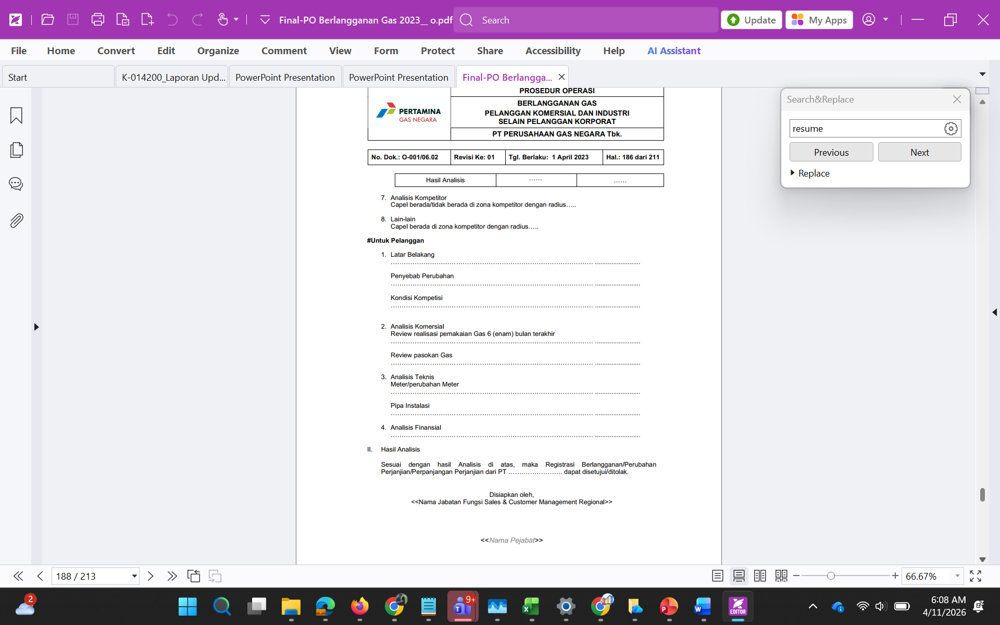 Final-PO Berlangganan Gas 2023__ o.pdf
Search
Update
My Apps
File Home Convert Edit Organize Comment View Form Protect Share Accessibility Help AI Assistant
Start
K-014200_Laporan Upd...
PowerPoint Presentation
PowerPoint Presentation
Final-PO Berlangga...
PERTAMINA
GAS NEGARA
PROSEDUR OPERASI
BERLANGGANAN GAS
PELANGGAN KOMERSIAL DAN INDUSTRI
SELAIN PELANGGAN KORPORAT
PT PERUSAHAAN GAS NEGARA Tbk.
No. Dok.: O-001/06.02 Revisi Ke: 01 Tgl. Berlaku: 1 April 2023 Hal.: 186 dari 211
Hasil Analisis ...... ......
7. Analisis Kompetitor
Capel berada/tidak berada di zona kompetitor dengan radius.....
8. Lain-lain
Capel berada di zona kompetitor dengan radius.....
#Untuk Pelanggan
1. Latar Belakang
Penyebab Perubahan
Kondisi Kompetisi
2. Analisis Komersial
Review realisasi pemakaian Gas 6 (enam) bulan terakhir
Review pasokan Gas
3. Analisis Teknis
Meter/perubahan Meter
Pipa Instalasi
4. Analisis Finansial
II. Hasil Analisis
Sesuai dengan hasil Analisis di atas, maka Registrasi Berlangganan/Perubahan
Perjanjian/Perpanjangan Perjanjian dari PT ........................ dapat disetujui/ditolak.
Disiapkan oleh,
<<Nama Jabatan Fungsi Sales & Customer Management Regional>>
<<Nama Pejabat>>
Search&Replace
resume
Previous Next
Replace
188 / 213
66.67%
2
9+
EDITOR
6:08 AM
4/11/2026